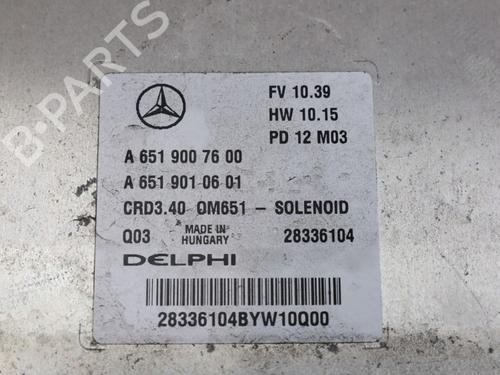 B-PARTS
FV 10.39
HW 10.15
PD 12 M03
A 651 900 76 00
A 651 901 06 01
CRD3.40 OM651 - SOLENOID
Q03 MADE IN HUNGARY 28336104
DELPHI
28336104BYW10Q00